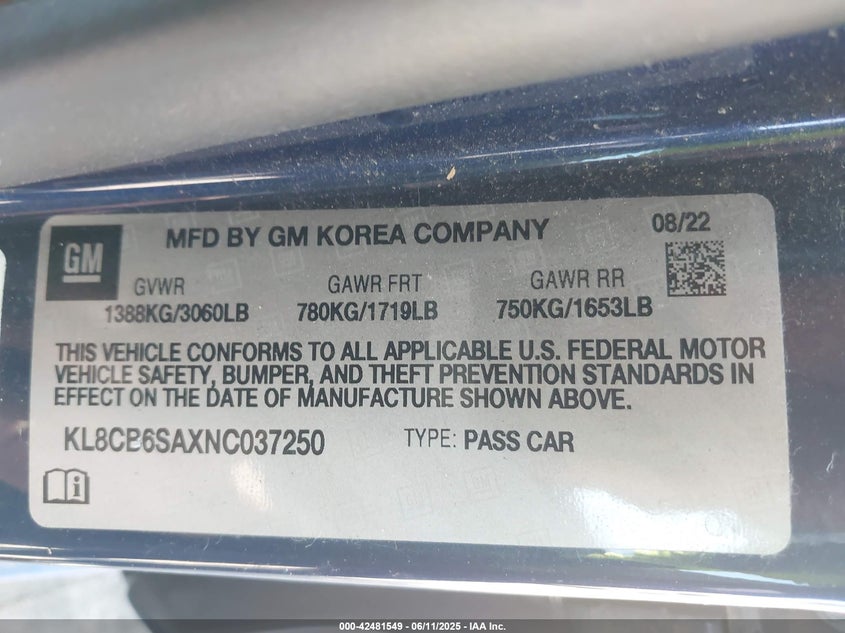 GM
MFD BY GM KOREA COMPANY
08/22
GVWR
GAWR FRT
GAWR RR
1388KG/3060LB
780KG/1719LB
750KG/1653LB
THIS VEHICLE CONFORMS TO ALL APPLICABLE U.S. FEDERAL MOTOR
VEHICLE SAFETY, BUMPER, AND THEFT PREVENTION STANDARDS IN
EFFECT ON THE DATE OF MANUFACTURE SHOWN ABOVE.
KL8CB6SAXNC037250
TYPE: PASS CAR
000-42481549 - 06/11/2025 - IAA Inc.